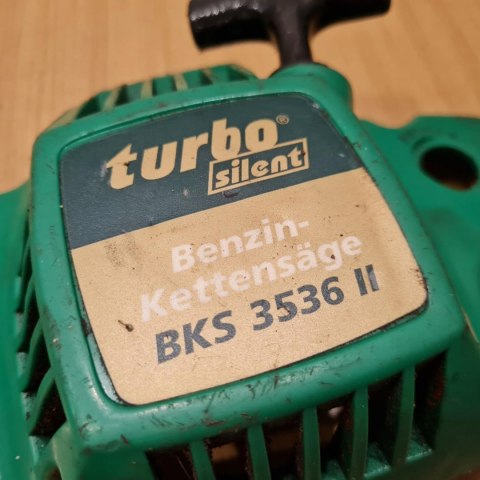 turbo®
silent
Benzin-
Kettensäge
BKS 3536 II